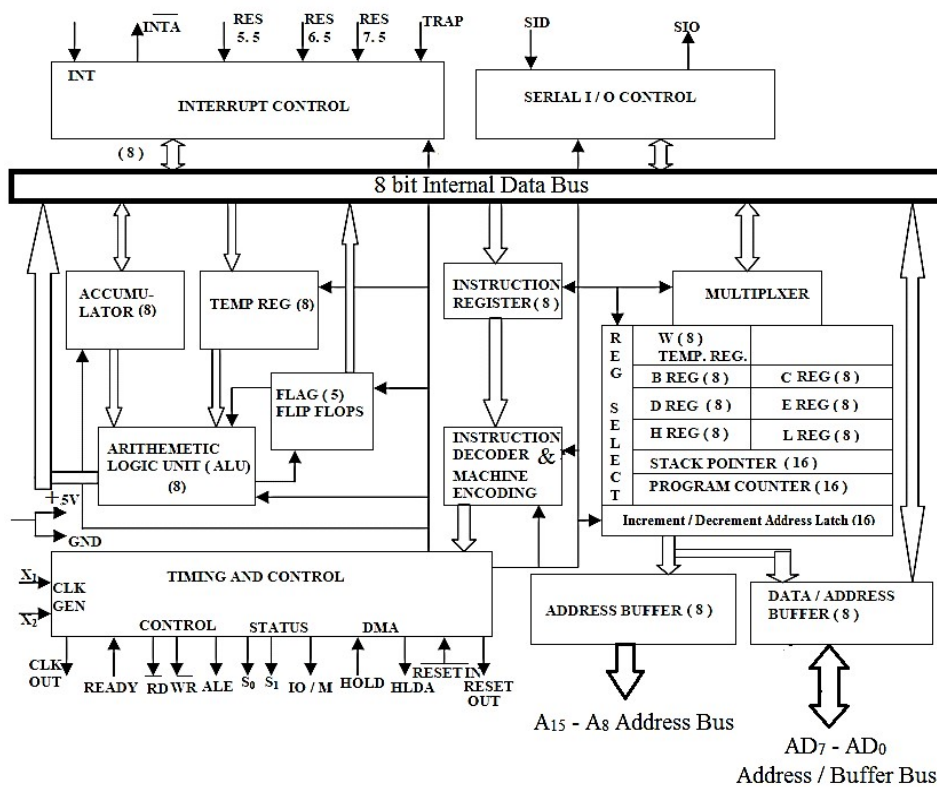 INTA
RES 5. 5
RES 6. 5
RES 7. 5
TRAP
SID
SIO
INT
INTERRUPT CONTROL
SERIAL I / O CONTROL
( 8 )
8 bit Internal Data Bus
ACCUMU-
LATOR (8)
TEMP REG (8)
INSTRUCTION
REGISTER ( 8 )
MULTIPLXER
REG SELECT
W ( 8 )
TEMP. REG.
B REG ( 8 )
C REG ( 8 )
D REG ( 8 )
E REG ( 8 )
H REG ( 8 )
L REG ( 8 )
STACK POINTER ( 16 )
PROGRAM COUNTER ( 16 )
Increment / Decrement Address Latch (16)
FLAG ( 5 )
FLIP FLOPS
ARITHEMETIC
LOGIC UNIT ( ALU )
(8)
INSTRUCTION
DECODER &
MACHINE
ENCODING
+5V
GND
X1
X2
CLK
GEN
TIMING AND CONTROL
CONTROL
STATUS
DMA
ADDRESS BUFFER ( 8 )
DATA / ADDRESS
BUFFER ( 8 )
CLK
OUT
READY
RD
WR
ALE
S0
S1
IO / M
HOLD
HLDA
RESET IN
RESET
OUT
A15 - A8 Address Bus
AD7 - AD0
Address / Buffer Bus